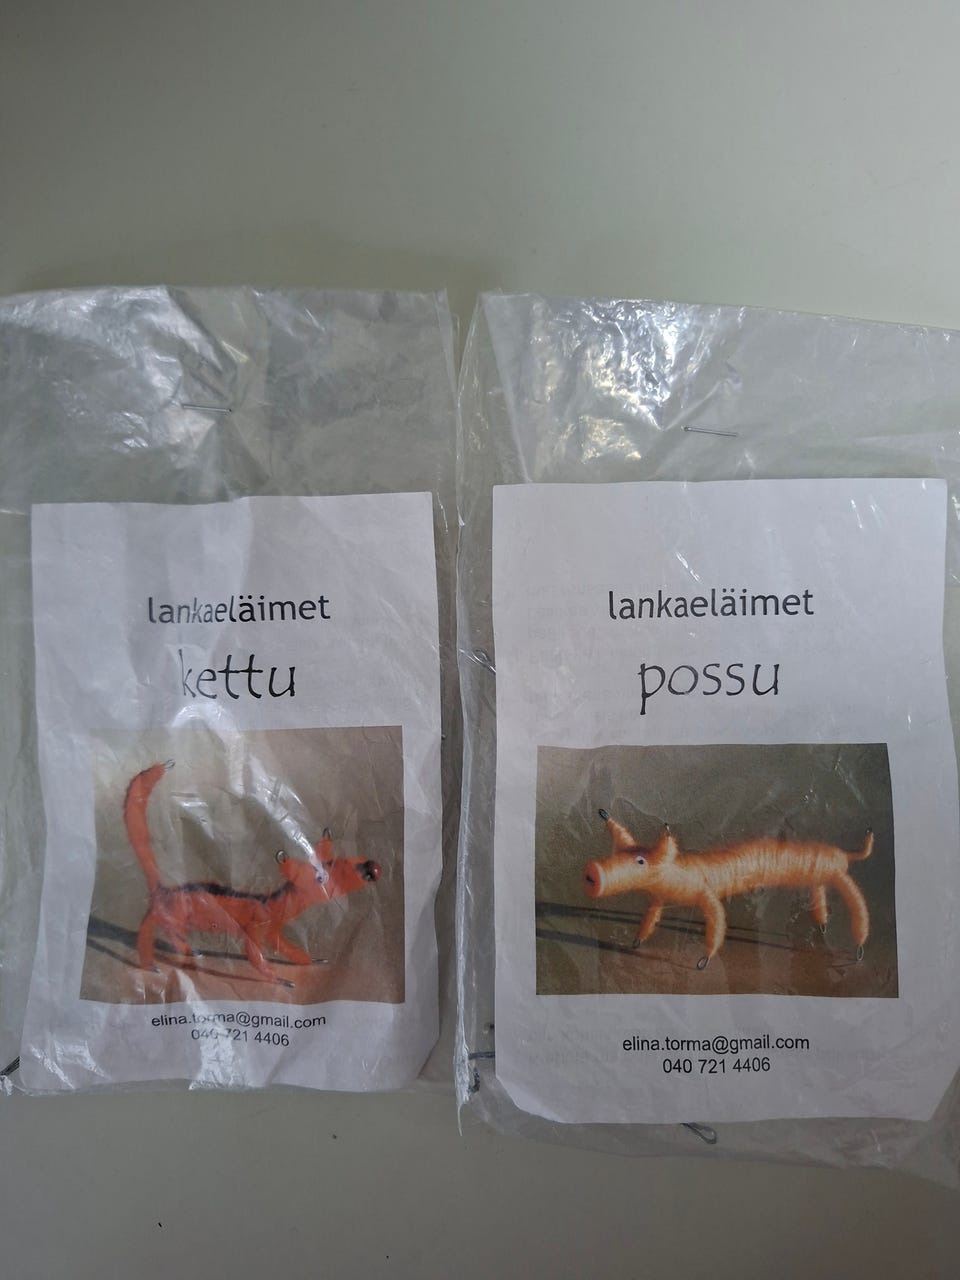 lankaeläimet
kettu
elina.torma@gmail.com
040 721 4406
lankaeläimet
possu
elina.torma@gmail.com
040 721 4406